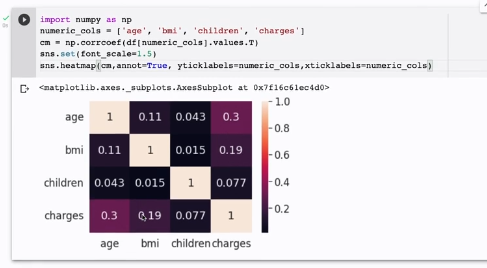 import numpy as np
numeric_cols = ['age', 'bmi', 'children', 'charges']
cm = np.corrcoef(df[numeric_cols].values.T)
sns.set(font_scale=1.5)
sns.heatmap(cm,annot=True, yticklabels=numeric_cols,xticklabels=numeric_cols)
<matplotlib.axes._subplots.AxesSubplot at 0x7f16c61ec4d0>
age 1 0.11 0.043 0.3
bmi 0.11 1 0.015 0.19
children 0.043 0.015 1 0.077
charges 0.3 0.19 0.077 1
age bmi children charges
1.0
0.8
0.6
0.4
0.2